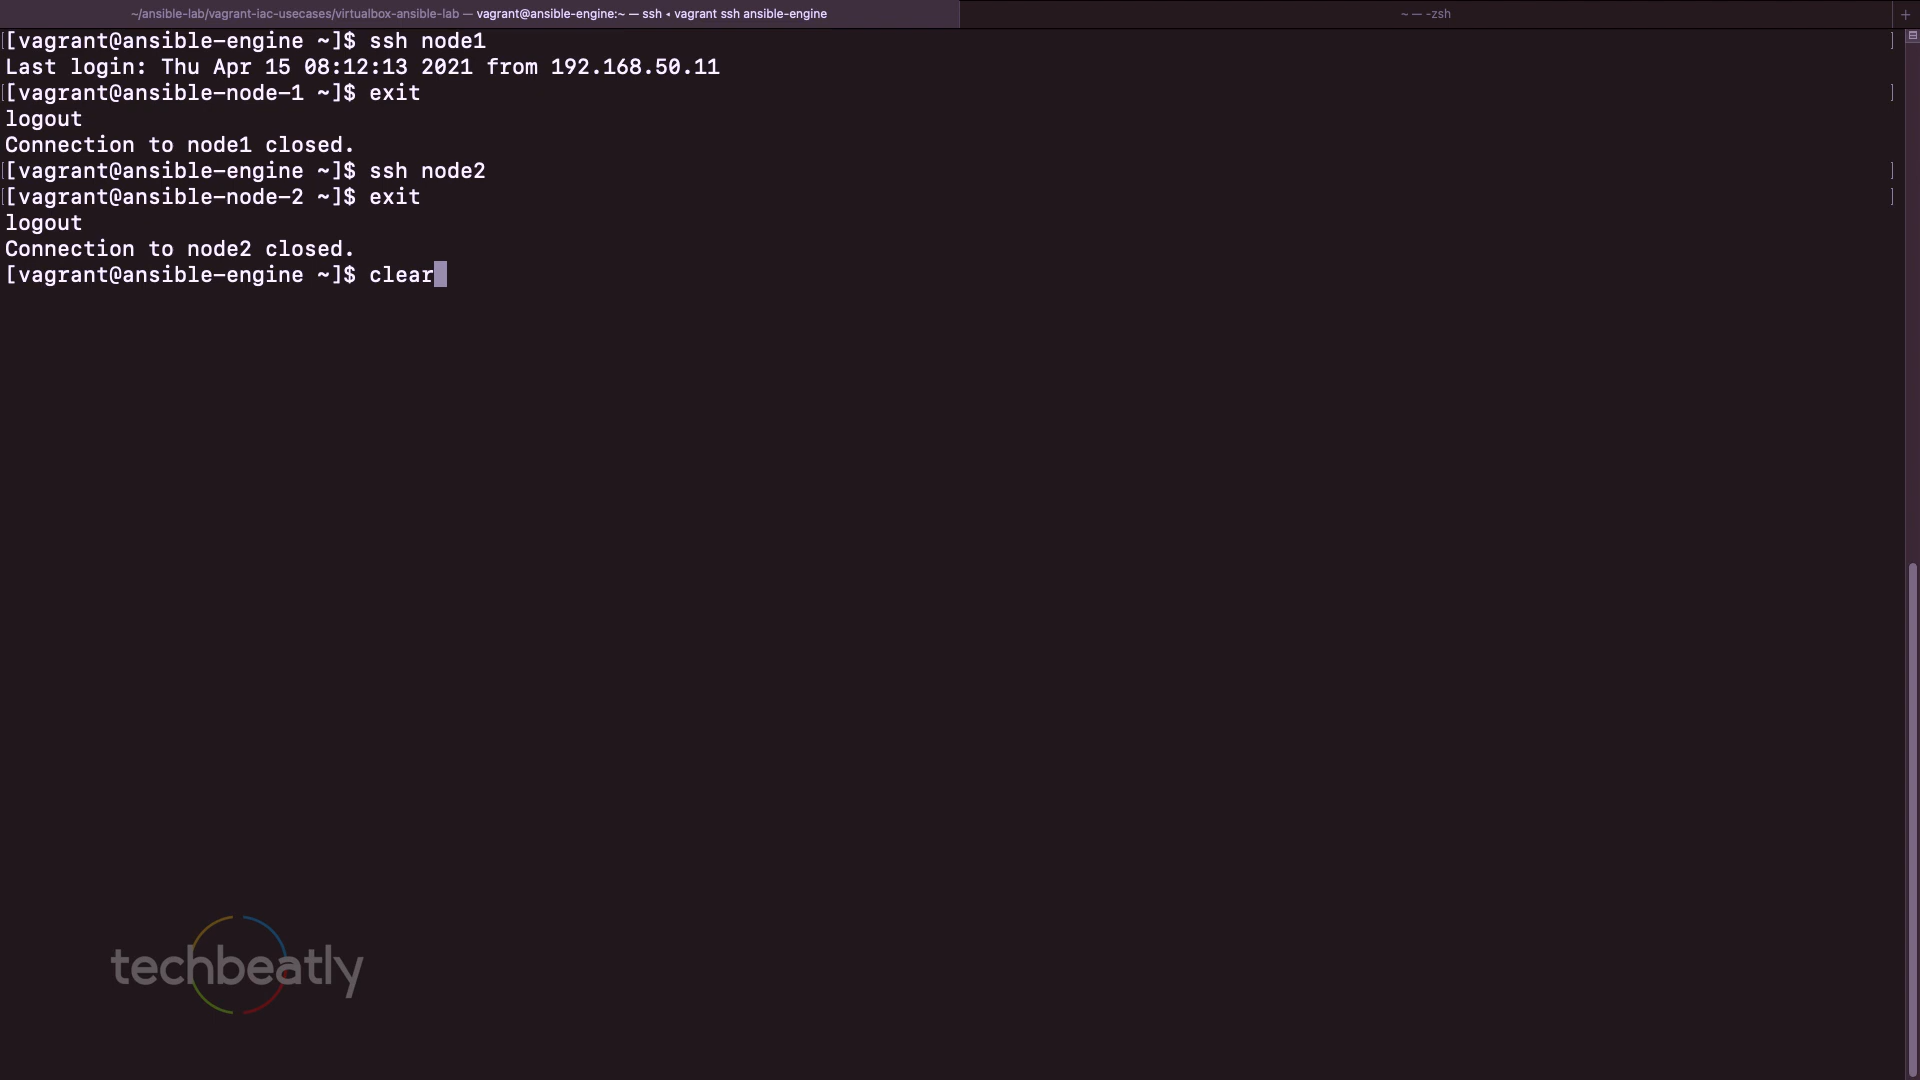 ~/ansible-lab/vagrant-iac-usecases/virtualbox-ansible-lab — vagrant@ansible-engine:~ — ssh ◂ vagrant ssh ansible-engine
~ — -zsh
[vagrant@ansible-engine ~]$ ssh node1
Last login: Thu Apr 15 08:12:13 2021 from 192.168.50.11
[vagrant@ansible-node-1 ~]$ exit
logout
Connection to node1 closed.
[vagrant@ansible-engine ~]$ ssh node2
[vagrant@ansible-node-2 ~]$ exit
logout
Connection to node2 closed.
[vagrant@ansible-engine ~]$ clear
techbeatly